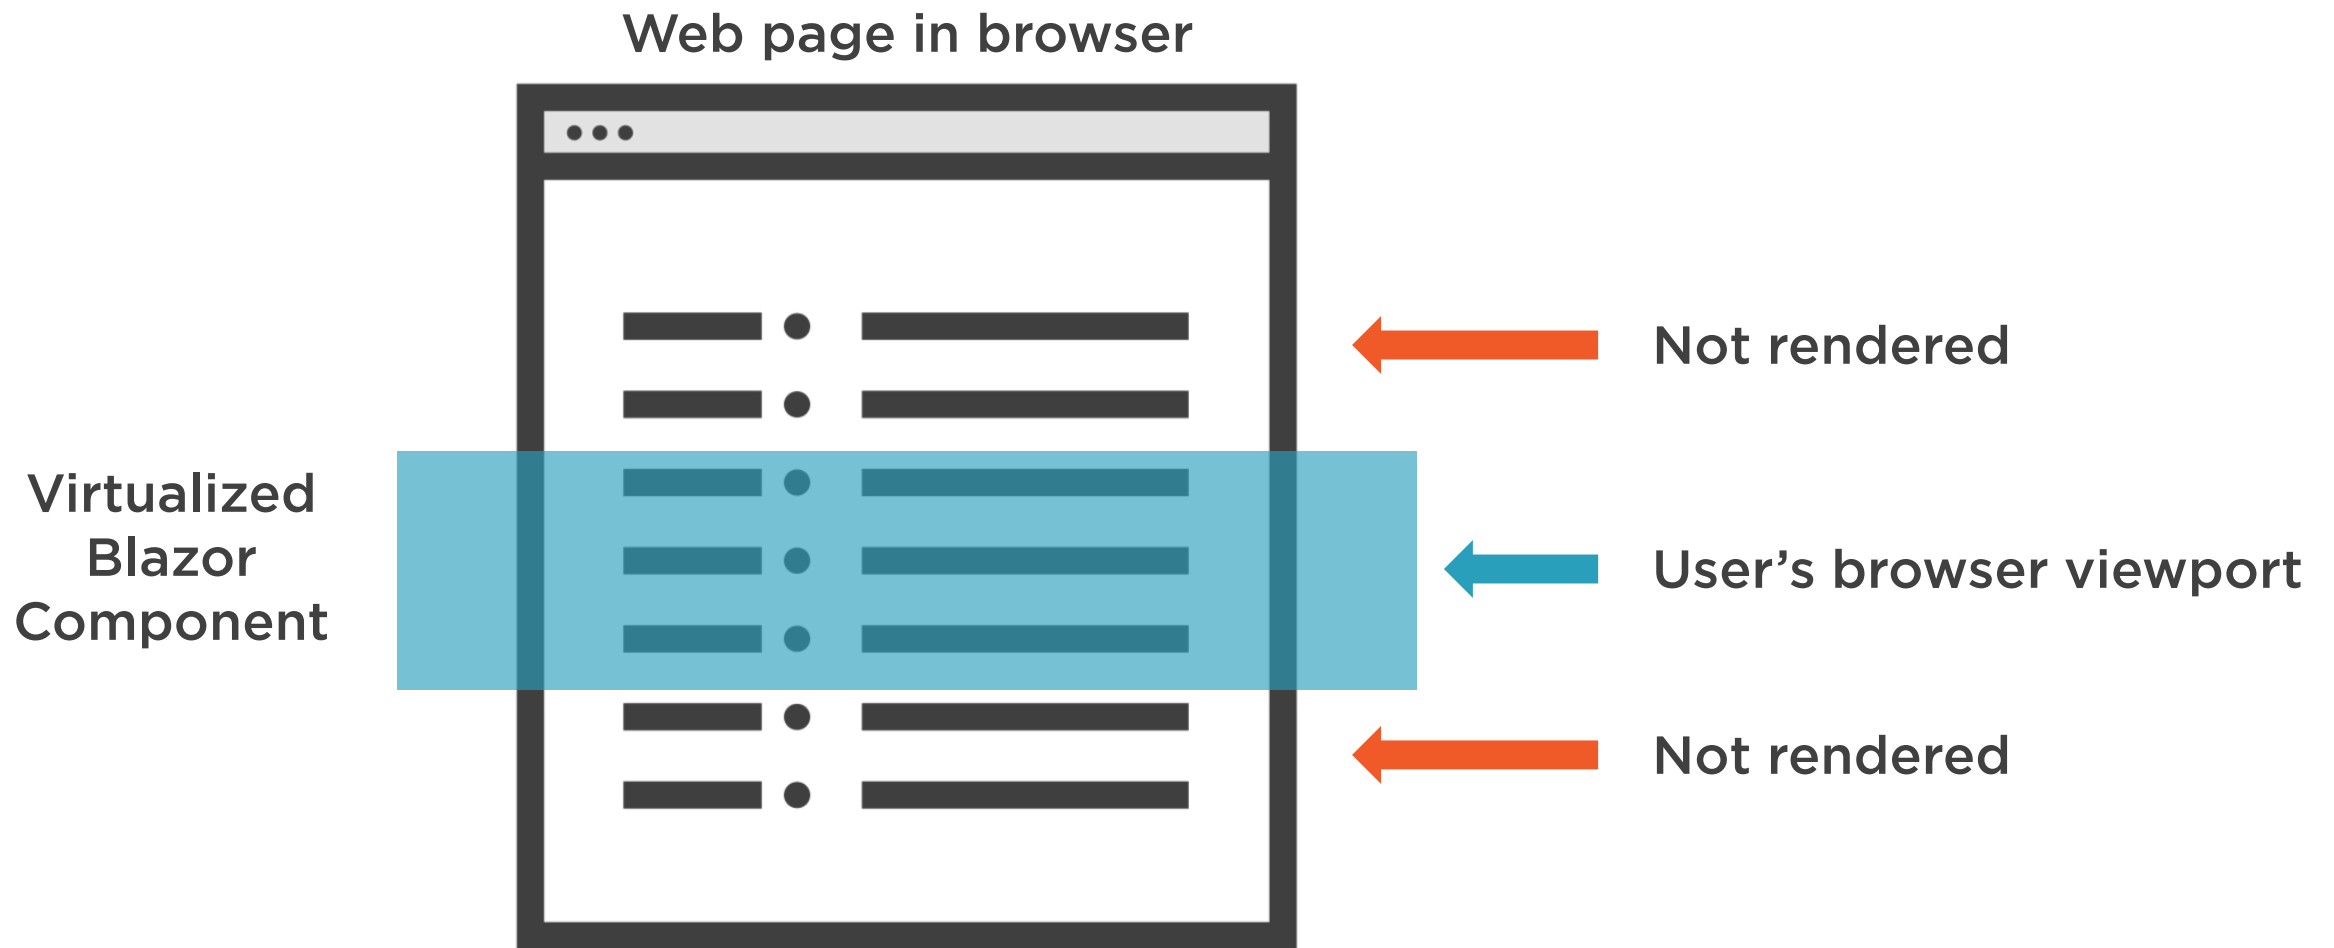 Web page in browser
Not rendered
Virtualized
Blazor
Component
User’s browser viewport
Not rendered